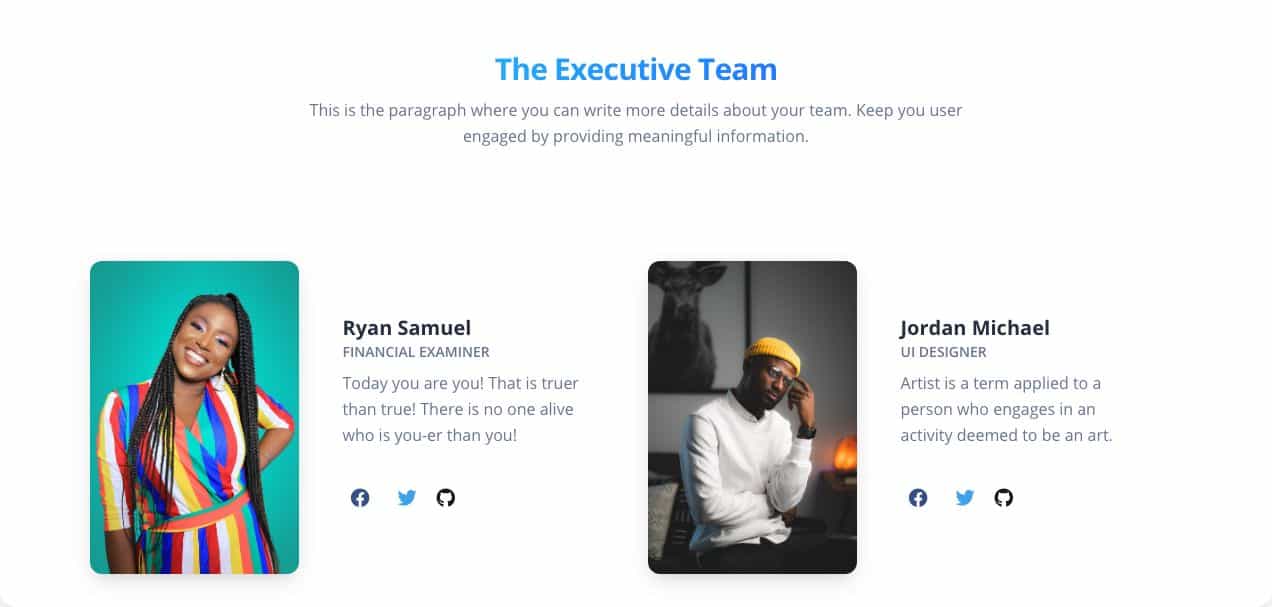 The Executive Team
This is the paragraph where you can write more details about your team. Keep you user
engaged by providing meaningful information.
Ryan Samuel
FINANCIAL EXAMINER
Today you are you! That is truer
than true! There is no one alive
who is you-er than you!
Jordan Michael
UI DESIGNER
Artist is a term applied to a
person who engages in an
activity deemed to be an art.